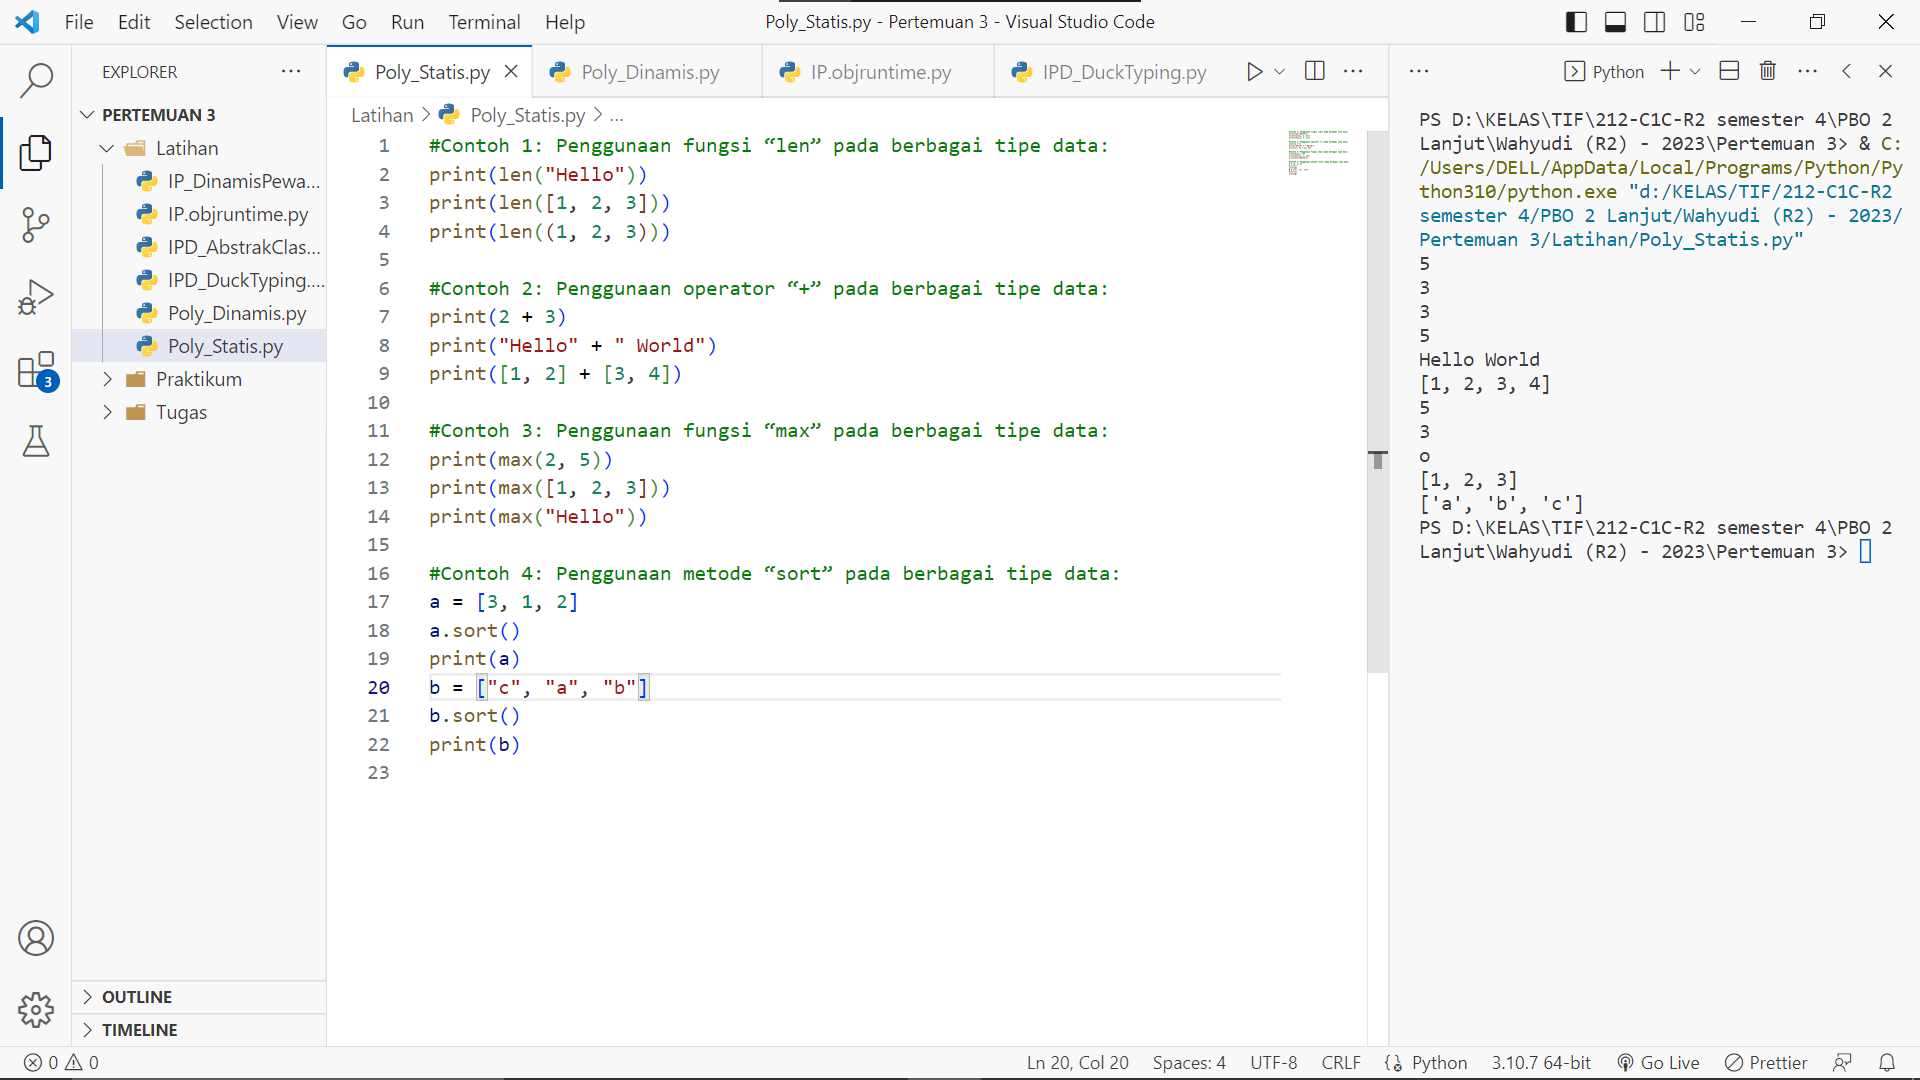 File Edit Selection View Go Run Terminal Help
Poly_Statis.py - Pertemuan 3 - Visual Studio Code
EXPLORER
PERTEMUAN 3
Latihan
IP_DinamisPewa...
IP.objruntime.py
IPD_AbstrakClas...
IPD_DuckTyping....
Poly_Dinamis.py
Poly_Statis.py
Praktikum
Tugas
3
OUTLINE
TIMELINE
Poly_Statis.py Poly_Dinamis.py IP.objruntime.py IPD_DuckTyping.py
Latihan > Poly_Statis.py > ...
1 #Contoh 1: Penggunaan fungsi “len” pada berbagai tipe data:
2 print(len("Hello"))
3 print(len([1, 2, 3]))
4 print(len((1, 2, 3)))
5
6 #Contoh 2: Penggunaan operator “+” pada berbagai tipe data:
7 print(2 + 3)
8 print("Hello" + " World")
9 print([1, 2] + [3, 4])
10
11 #Contoh 3: Penggunaan fungsi “max” pada berbagai tipe data:
12 print(max(2, 5))
13 print(max([1, 2, 3]))
14 print(max("Hello"))
15
16 #Contoh 4: Penggunaan metode “sort” pada berbagai tipe data:
17 a = [3, 1, 2]
18 a.sort()
19 print(a)
20 b = ["c", "a", "b"]
21 b.sort()
22 print(b)
23
Python
PS D:\KELAS\TIF\212-C1C-R2 semester 4\PBO 2
Lanjut\Wahyudi (R2) - 2023\Pertemuan 3> & C:
/Users/DELL/AppData/Local/Programs/Python/Py
thon310/python.exe "d:/KELAS/TIF/212-C1C-R2
semester 4/PBO 2 Lanjut/Wahyudi (R2) - 2023/
Pertemuan 3/Latihan/Poly_Statis.py"
5
3
3
5
Hello World
[1, 2, 3, 4]
5
3
o
[1, 2, 3]
['a', 'b', 'c']
PS D:\KELAS\TIF\212-C1C-R2 semester 4\PBO 2
Lanjut\Wahyudi (R2) - 2023\Pertemuan 3>
0 0
Ln 20, Col 20 Spaces: 4 UTF-8 CRLF Python 3.10.7 64-bit Go Live Prettier